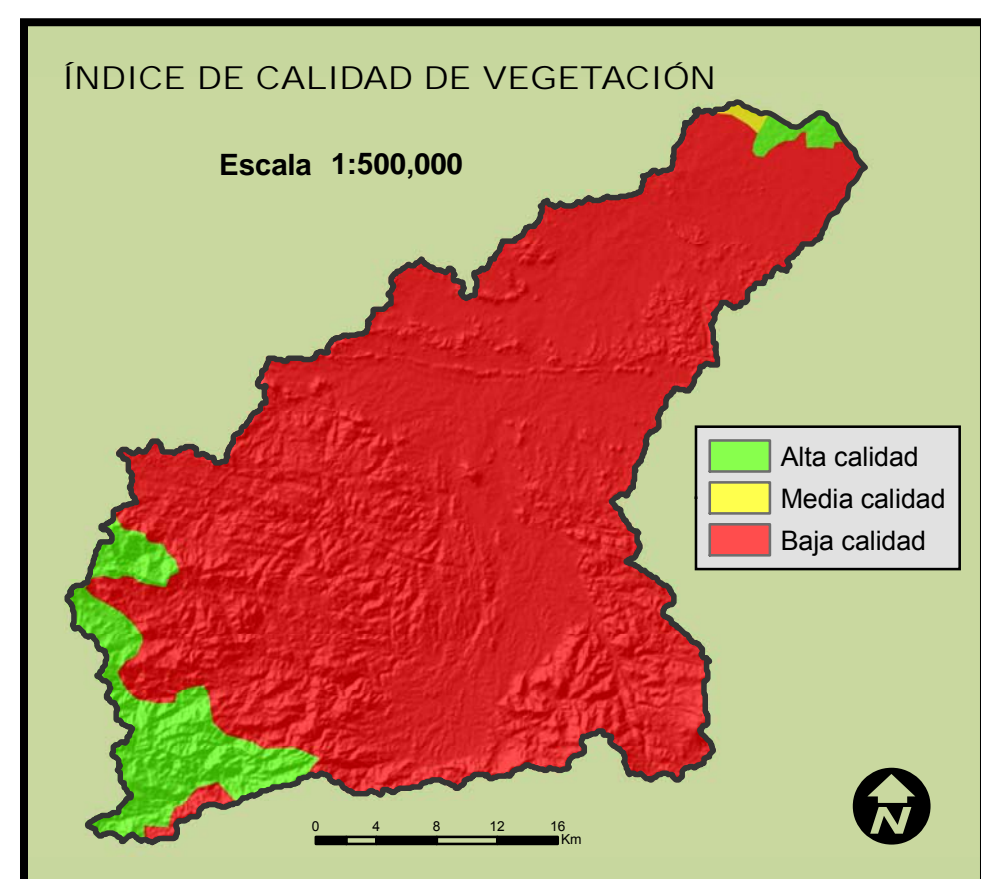 ÍNDICE DE CALIDAD DE VEGETACIÓN
Escala 1:500,000
Alta calidad
Media calidad
Baja calidad
0 4 8 12 16
Km
N